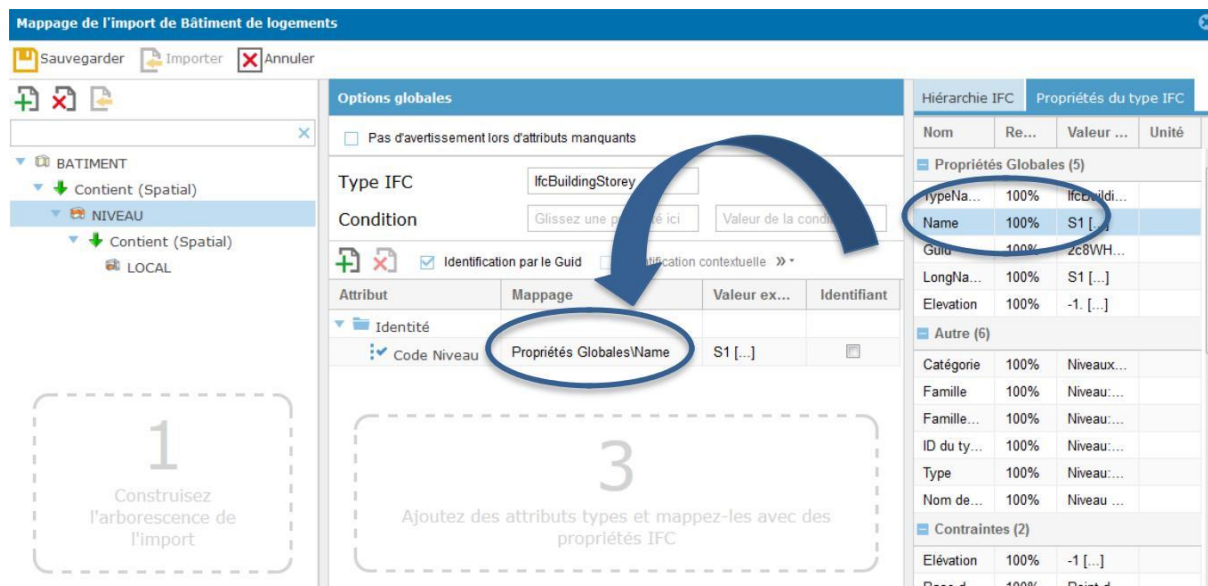 Mappage de l'import de Bâtiment de logements
Sauvegarder Importer Annuler
BATIMENT
Contient (Spatial)
NIVEAU
Contient (Spatial)
LOCAL
1
Construisez
l'arborescence de
l'import
Options globales
Pas d'avertissement lors d'attributs manquants
Type IFC IfcBuildingStorey
Condition Glissez une ici Valeur de la
Identification par le Guid contextuelle »
Attribut Mappage Valeur ex... Identifiant
Identité
Code Niveau Propriétés Globales\Name S1 [...]
3
Ajoutez des attributs types et mappez-les avec des
propriétés IFC
Hiérarchie IFC Propriétés du type IFC
Nom Re... Valeur ... Unité
Propriétés Globales (5)
TypeNa... 100% IfcBuildi...
Name 100% S1 [...]
Guid 100% 2c8WH...
LongNa... 100% S1 [...]
Elevation 100% -1. [...]
Autre (6)
Catégorie 100% Niveaux...
Famille 100% Niveau:...
Famille... 100% Niveau:...
ID du ty... 100% Niveau:...
Type 100% Niveau:...
Nom de... 100% Niveau ...
Contraintes (2)
Elévation 100% -1 [...]